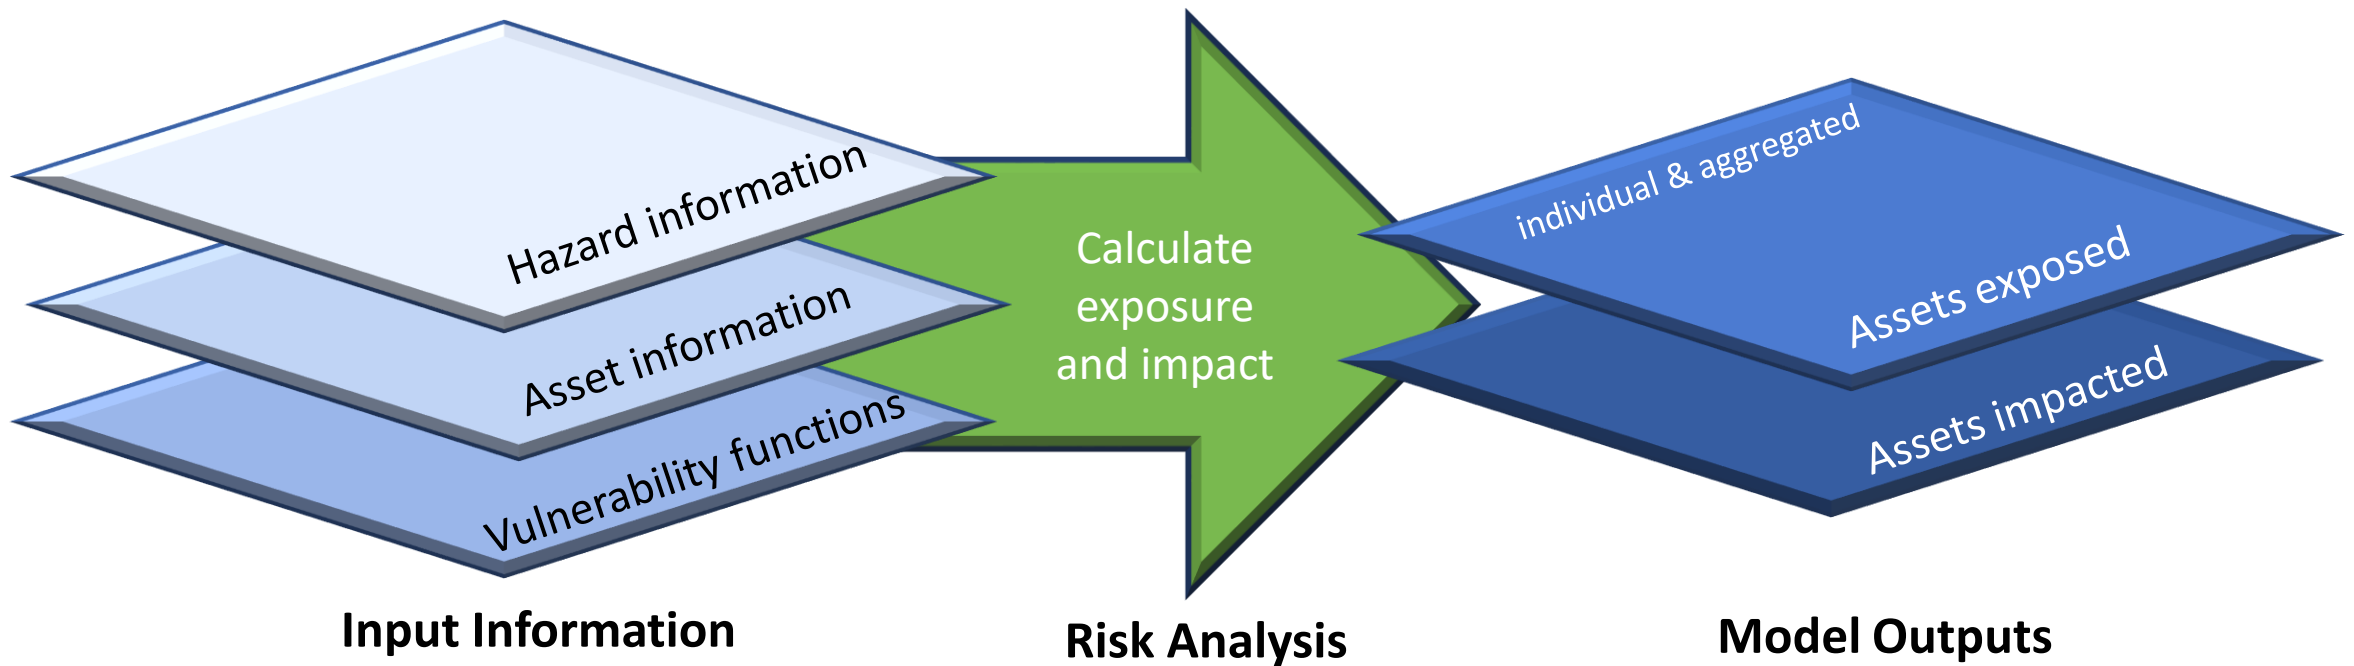 Hazard information
Asset information
Vulnerability functions
Input Information
Calculate
exposure
and impact
Risk Analysis
individual & aggregated
Assets exposed
Assets impacted
Model Outputs